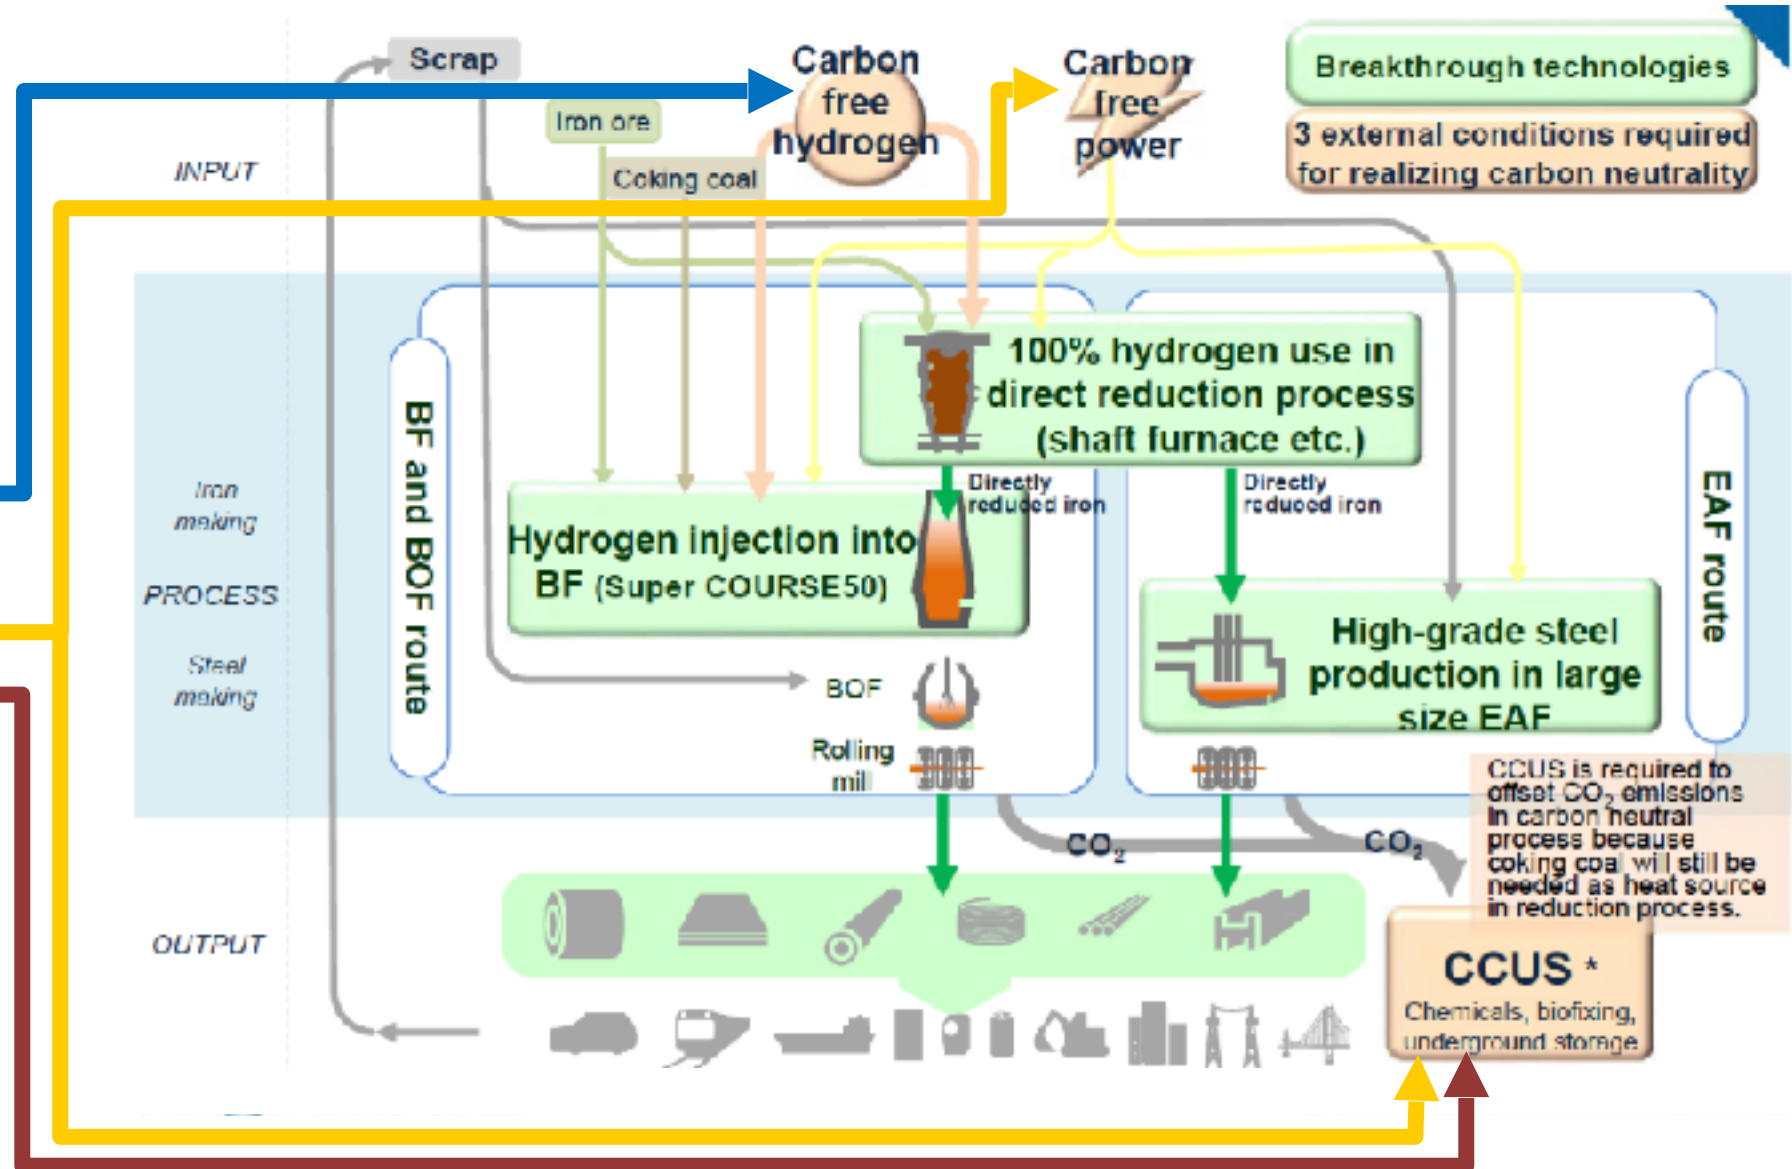 Scrap
Carbon
free
hydrogen
Carbon
free
power
Breakthrough technologies
3 external conditions required
for realizing carbon neutrality
Iron ore
Coking coal
INPUT
100% hydrogen use in
direct reduction process
(shaft furnace etc.)
BF and BOF route
EAF route
Directly
reduced iron
Directly
reduced iron
Iron
making
Hydrogen injection into
BF (Super COURSE50)
PROCESS
Steel
making
High-grade steel
production in large
size EAF
BOF
Rolling
mill
CO2
CO2
CCUS is required to
offset CO2 emissions
in carbon neutral
process because
coking coal will still be
needed as heat source
in reduction process.
OUTPUT
CCUS *
Chemicals, biofixing,
underground storage